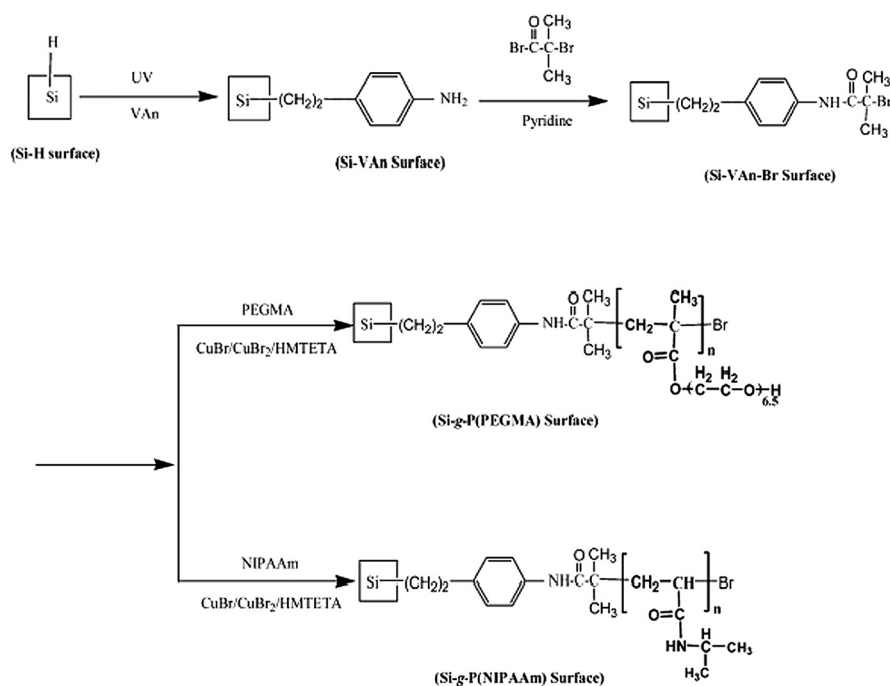 H
Si
(Si-H surface)
UV
VAn
Si
(CH₂)₂
NH₂
(Si-VAn Surface)
O CH₃
Br-C-C-Br
CH₃
Pyridine
Si
(CH₂)₂
O CH₃
NH-C-C-Br
CH₃
(Si-VAn-Br Surface)
PEGMA
CuBr/CuBr₂/HMTETA
Si
(CH₂)₂
O CH₃ CH₃
NH-C-C CH₂-C Br
CH₃ n
O=C
H₂ H₂
O(C-C-O)H
6.5
(Si-g-P(PEGMA) Surface)
NIPAAm
CuBr/CuBr₂/HMTETA
Si
(CH₂)₂
O CH₃
NH-C-C CH₂-CH Br
CH₃ n
O=C
H
HN-C-CH₃
H₃C
(Si-g-P(NIPAAm) Surface)